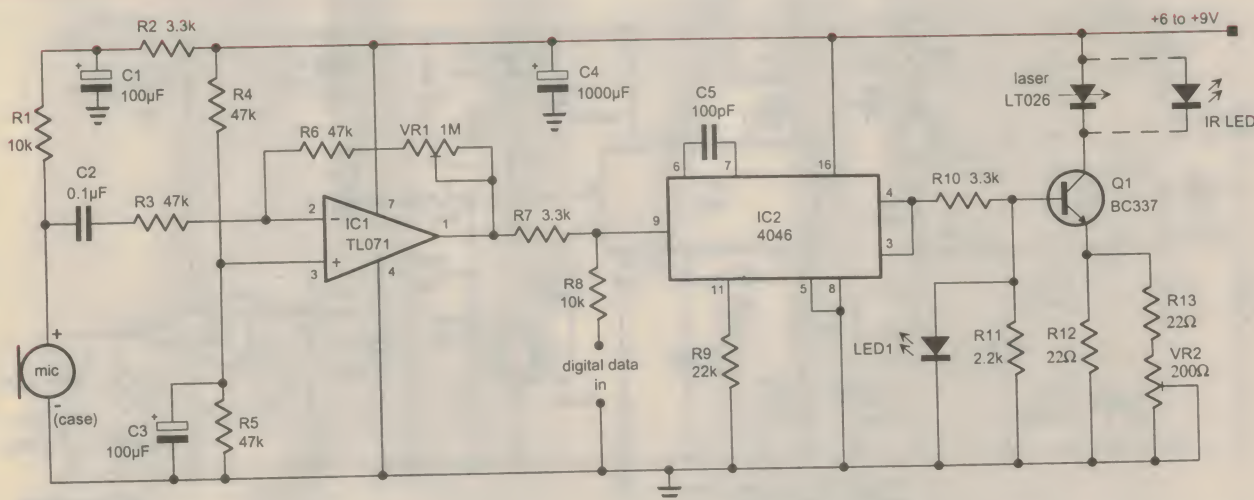 +6 to +9V
R2 3.3k
C1
100µF
R1
10k
R4
47k
C4
1000µF
C5
100pF
laser
LT026
IR LED
R6 47k
VR1 1M
C2
0.1µF
R3 47k
2
7
IC1
TL071
1
3
4
R7 3.3k
6
7
16
9
IC2
4046
4
3
11
5
8
R10 3.3k
Q1
BC337
R8
10k
digital data
in
R9
22k
LED1
R11
2.2k
R12
22Ω
R13
22Ω
VR2
200Ω
+
mic
-
(case)
C3
100µF
R5
47k